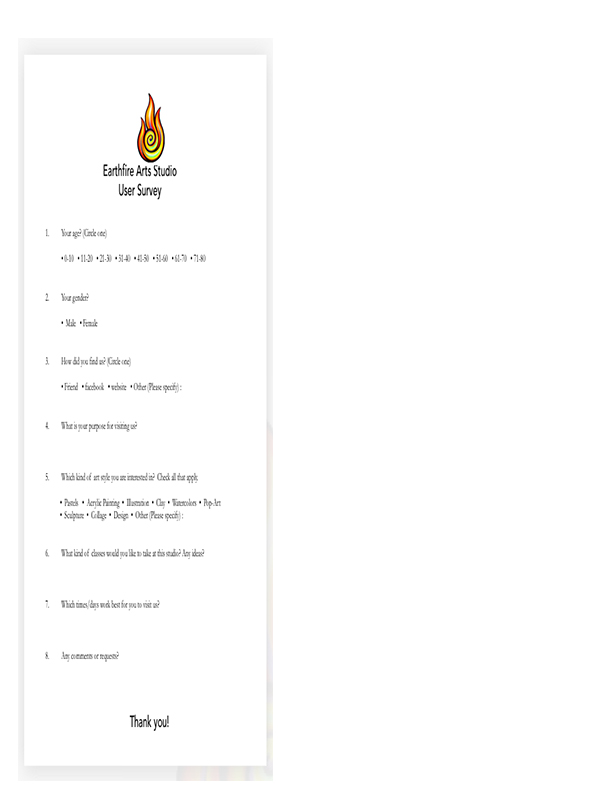 Earthfire Arts Studio
User Survey
1. Your age? (Circle one)
• 0-10 • 11-20 • 21-30 • 31-40 • 41-50 • 51-60 • 61-70 • 71-80
2. Your gender?
• Male • Female
3. How did you find us? (Circle one)
• Friend • facebook • website • Other (Please specify) :
4. What is your purpose for visiting us?
5. Which kind of art style you are interested in? Check all that apply.
• Pastels • Acrylic Painting • Illustration • Clay • Watercolors • Pop-Art
• Sculpture • Collage • Design • Other (Please specify) :
6. What kind of classes would you like to take at this studio? Any ideas?
7. Which times/days work best for you to visit us?
8. Any comments or requests?
Thank you!